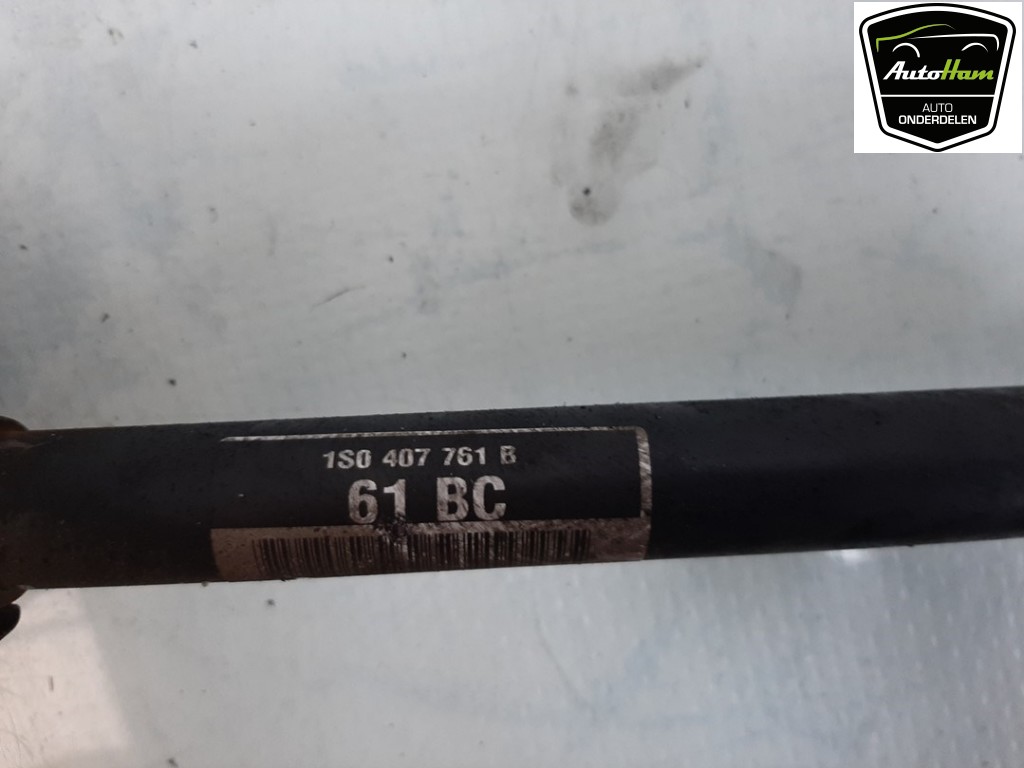 AutoHam
AUTO
ONDERDELEN
1S0 407 761 B
61 BC